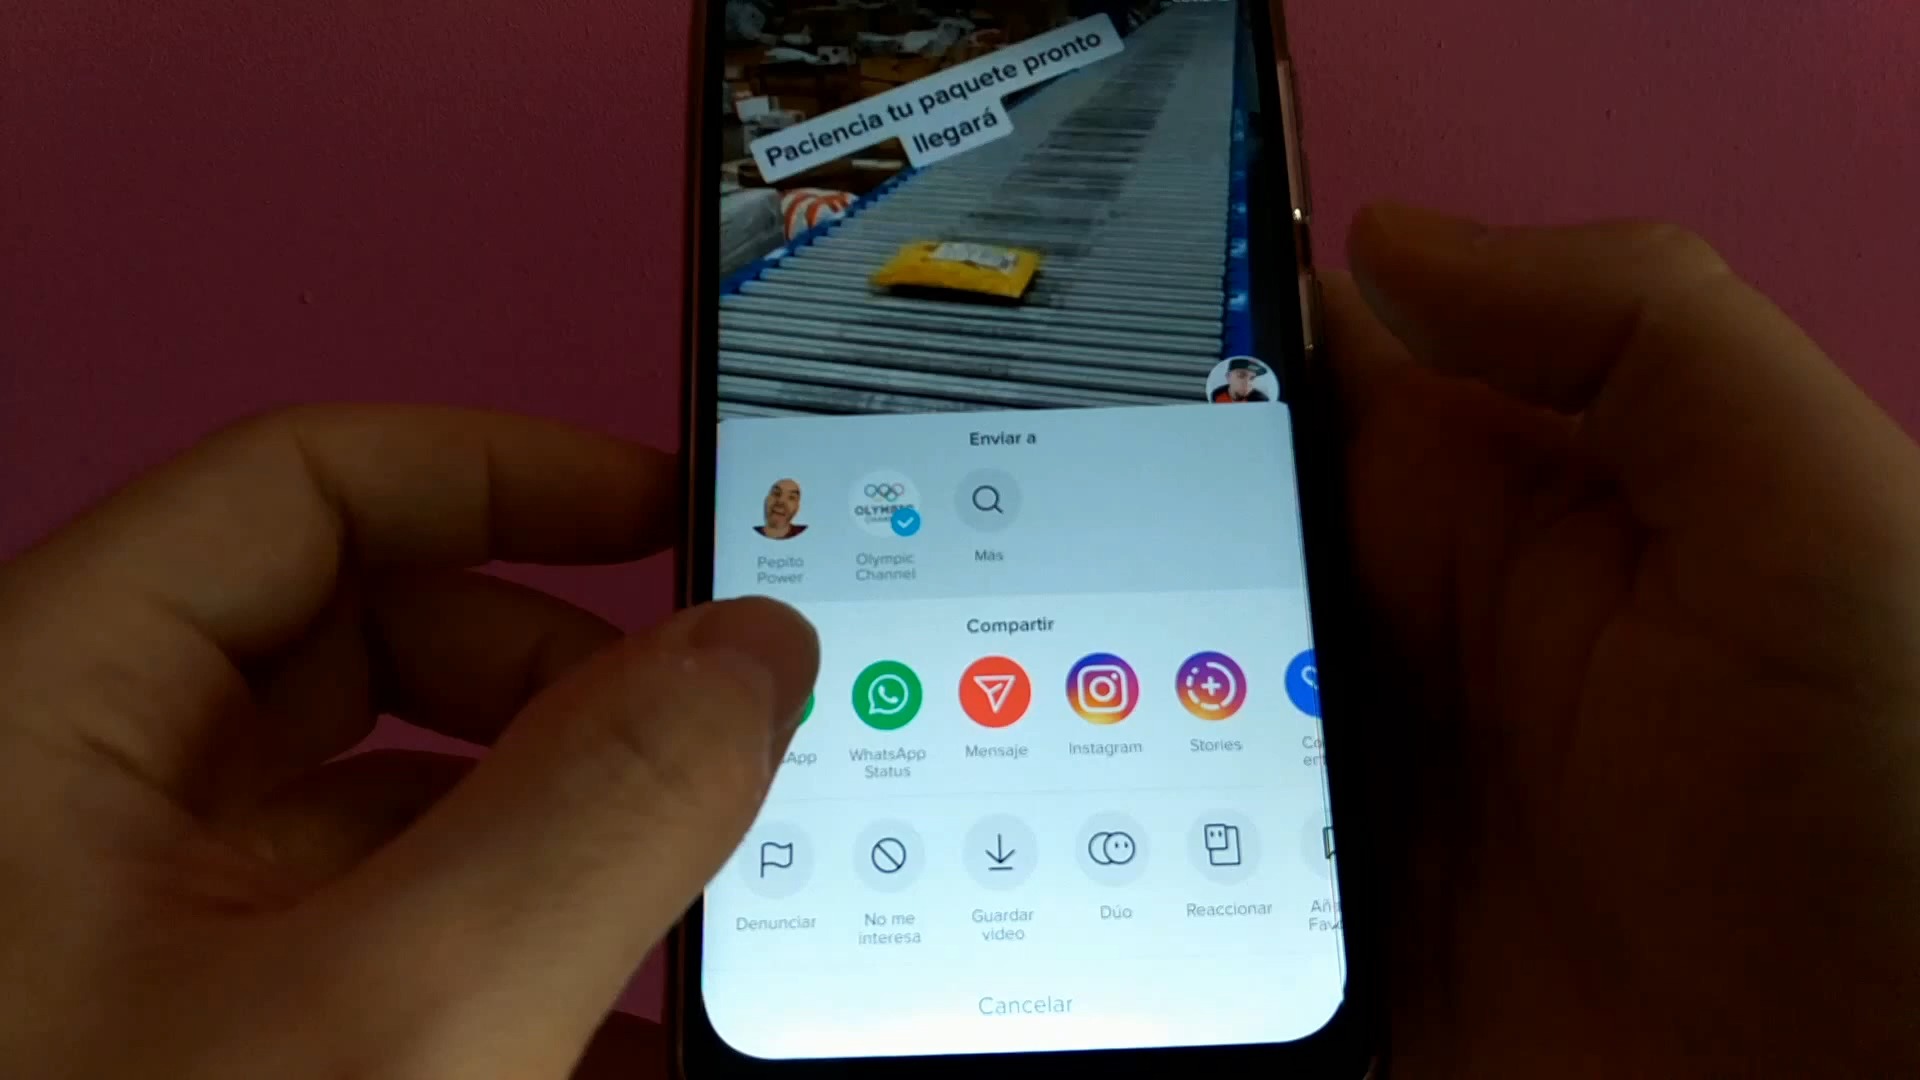 Paciencia tu paquete pronto
llegará
Enviar a
Pepito
Power
Olympic
Channel
Más
Compartir
App
WhatsApp
Status
Mensaje
Instagram
Stories
Denunciar
No me
interesa
Guardar
vídeo
Dúo
Reaccionar
Cancelar